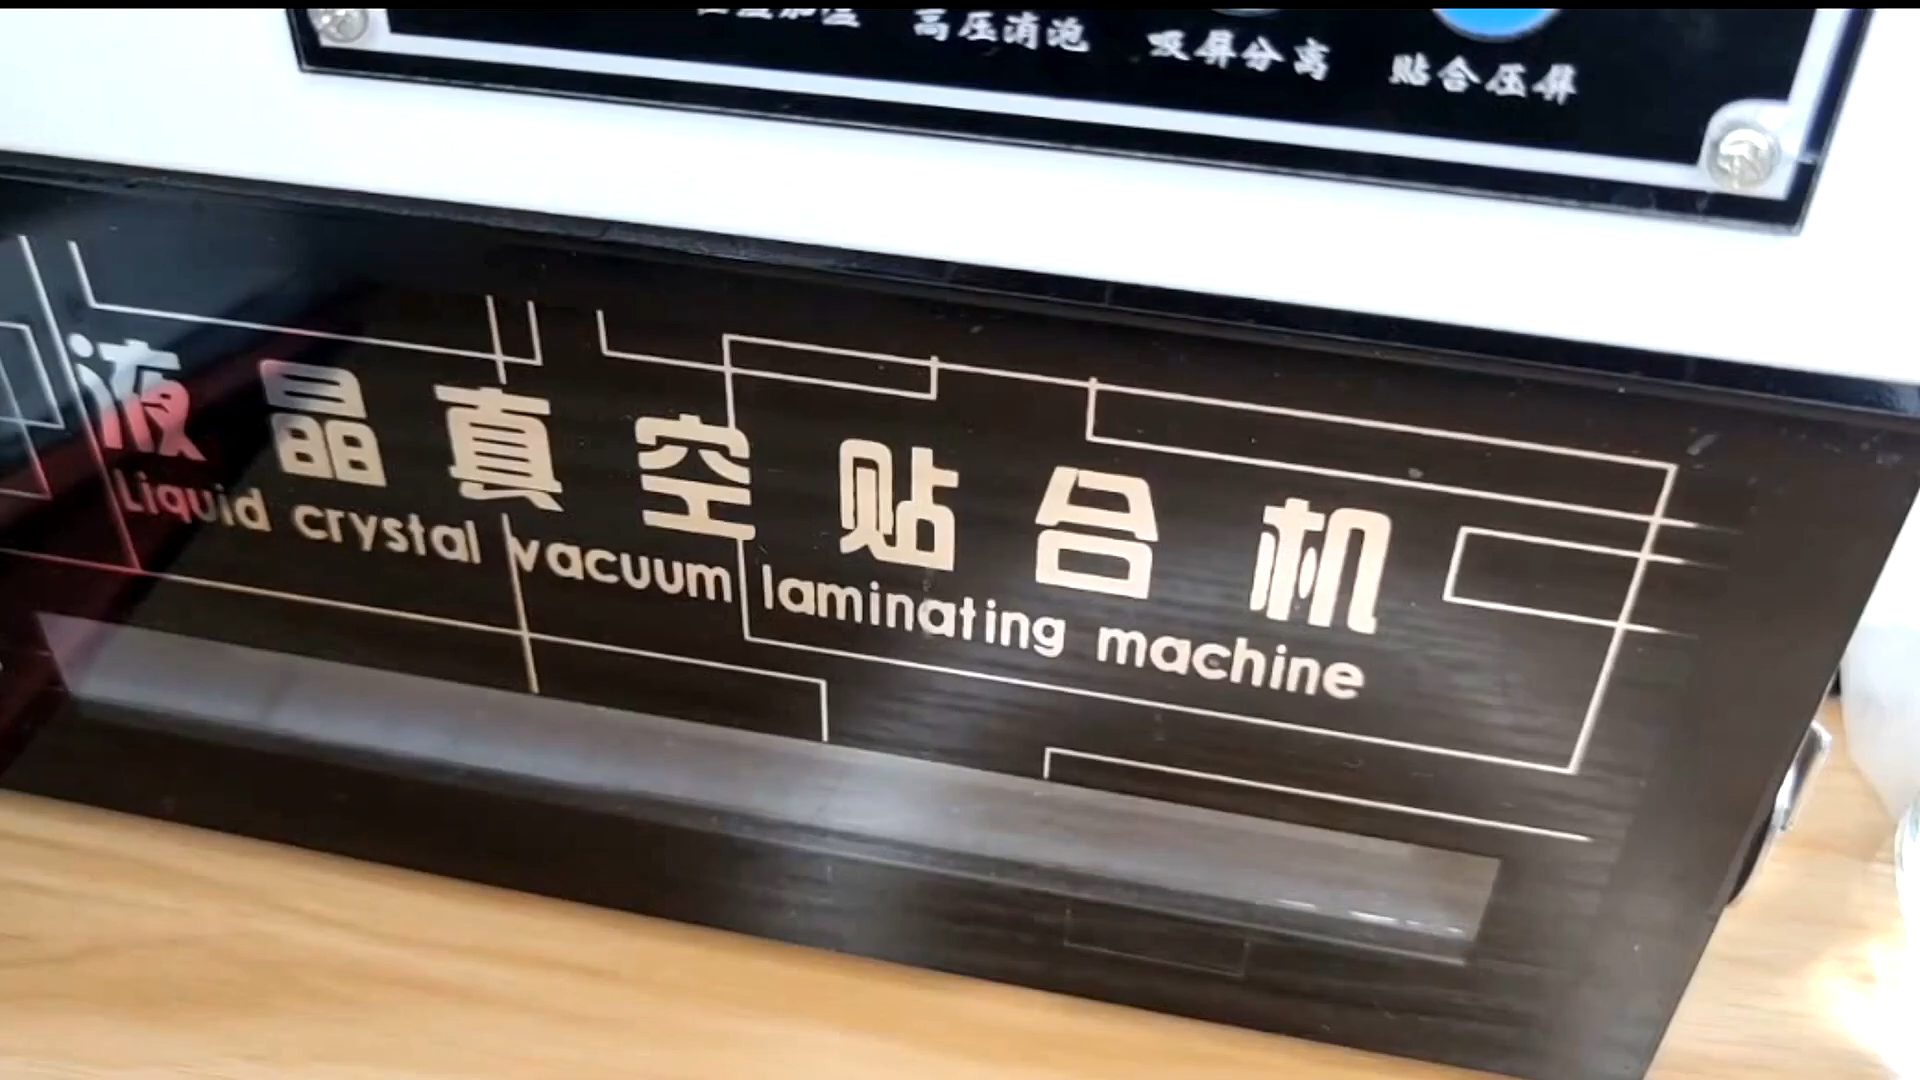 高压消泡 吸屏分离 贴合压屏
液晶真空贴合机
Liquid crystal vacuum laminating machine